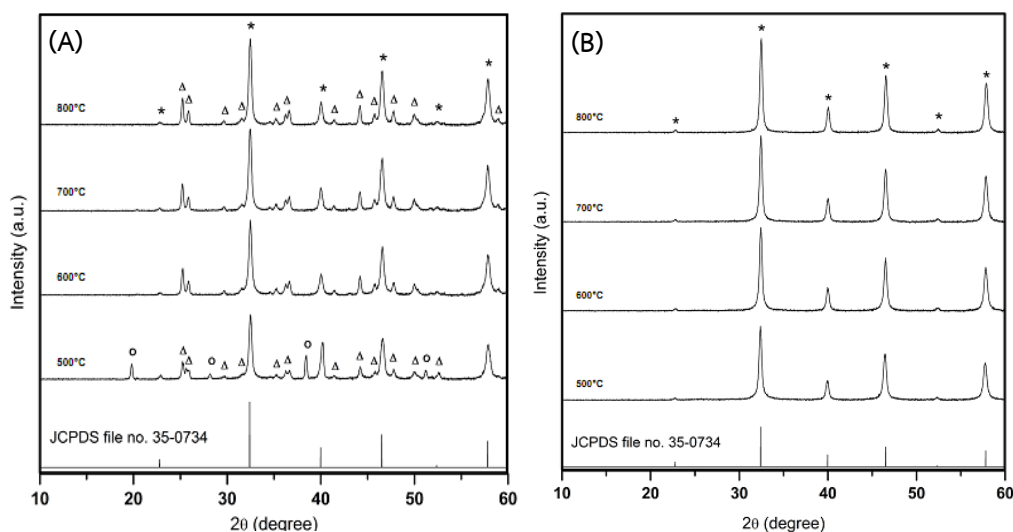 (A)
*
*
Δ
Δ
Δ
Δ
Δ
Δ
*
Δ
Δ
*
Δ
Δ
Δ
*
*
Δ
800°C
700°C
600°C
500°C
o
Δ
Δ
o
Δ
Δ
Δ
Δ
o
Δ
Δ
Δ
Δ
Δ
o
Δ
JCPDS file no. 35-0734
Intensity (a.u.)
10 20 30 40 50 60
2θ (degree)
(B)
*
*
*
*
*
*
800°C
700°C
600°C
500°C
JCPDS file no. 35-0734
Intensity (a.u.)
10 20 30 40 50 60
2θ (degree)